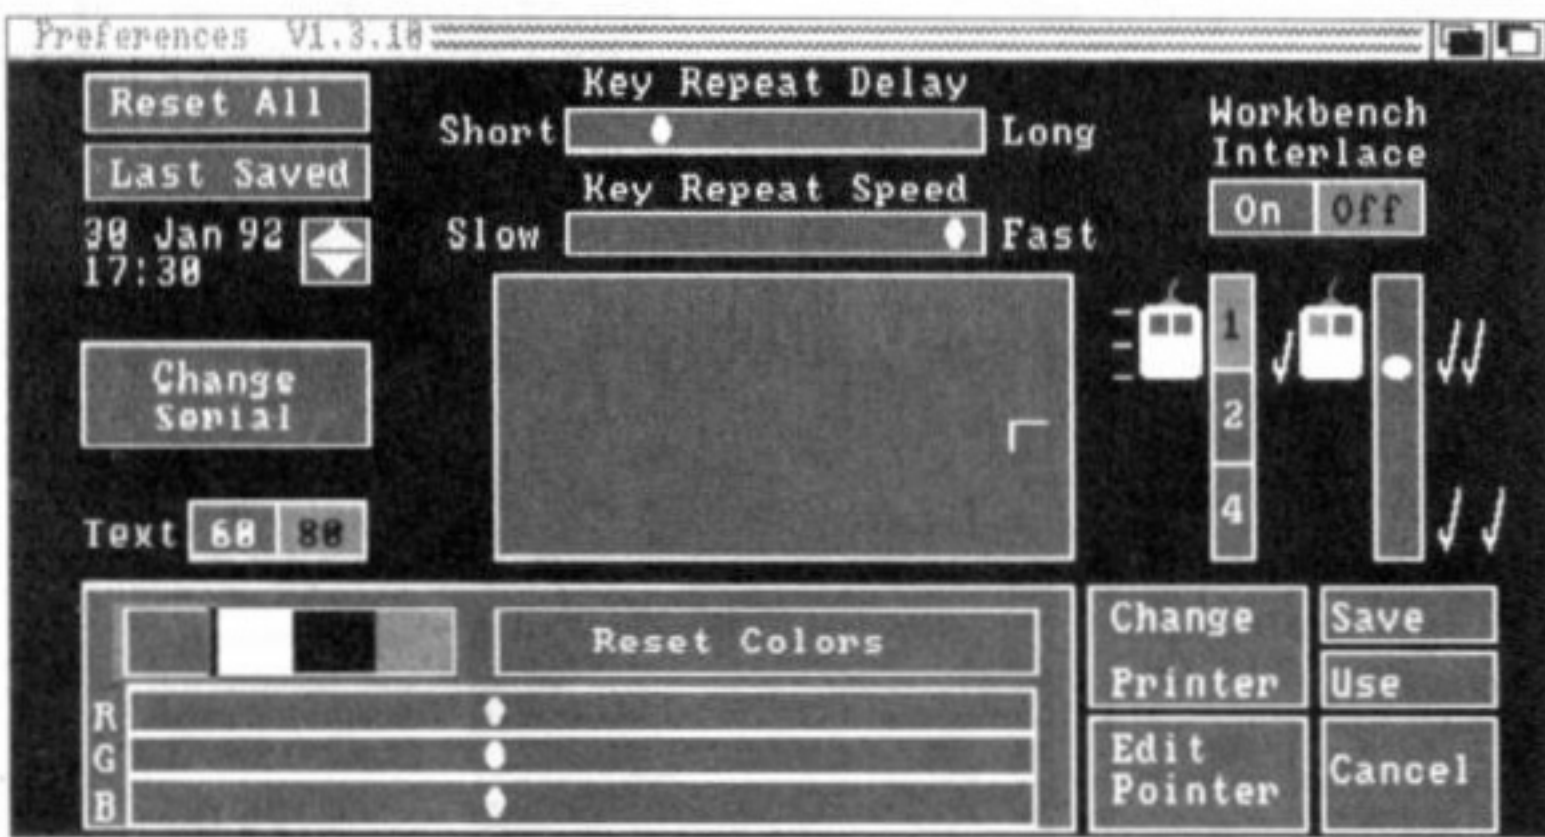 Preferences V1.3.10
Reset All
Last Saved
30 Jan 92
17:30
Key Repeat Delay
Short
Long
Key Repeat Speed
Slow
Fast
Workbench
Interlace
On
Off
Change
Serial
1
2
4
Text
60
80
Reset Colors
R
G
B
Change
Printer
Edit
Pointer
Save
Use
Cancel